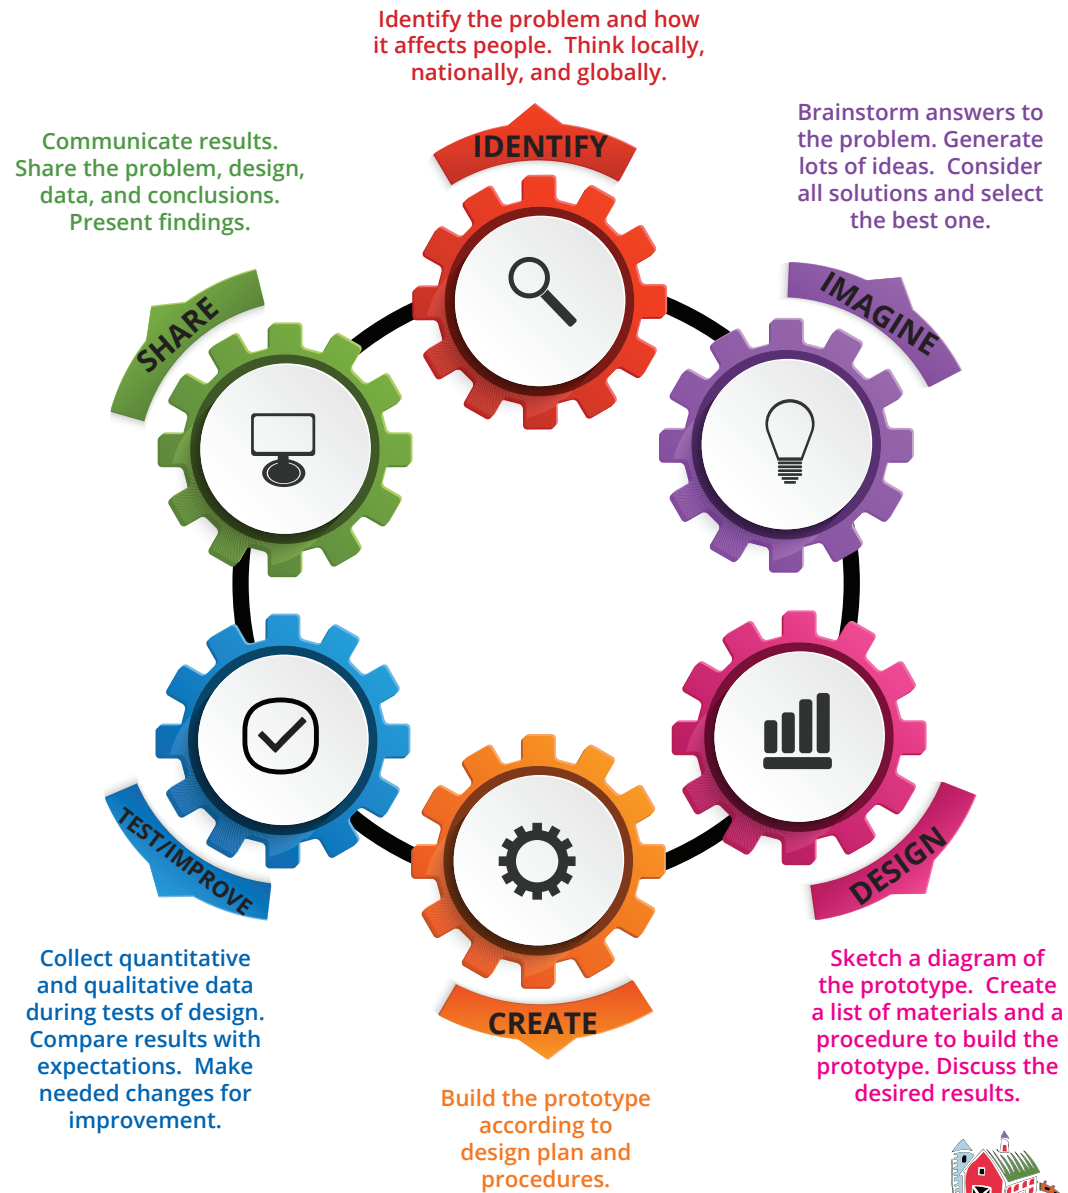 Identify the problem and how
it affects people.  Think locally,
nationally, and globally.
IDENTIFY
Brainstorm answers to
the problem. Generate
lots of ideas.  Consider
all solutions and select
the best one.
IMAGINE
Sketch a diagram of
the prototype.  Create
a list of materials and a
procedure to build the
prototype. Discuss the
desired results.
DESIGN
CREATE
Build the prototype
according to
design plan and
procedures.
TEST/IMPROVE
Collect quantitative
and qualitative data
during tests of design.
Compare results with
expectations.  Make
needed changes for
improvement.
Communicate results.
Share the problem, design,
data, and conclusions.
Present findings.
SHARE